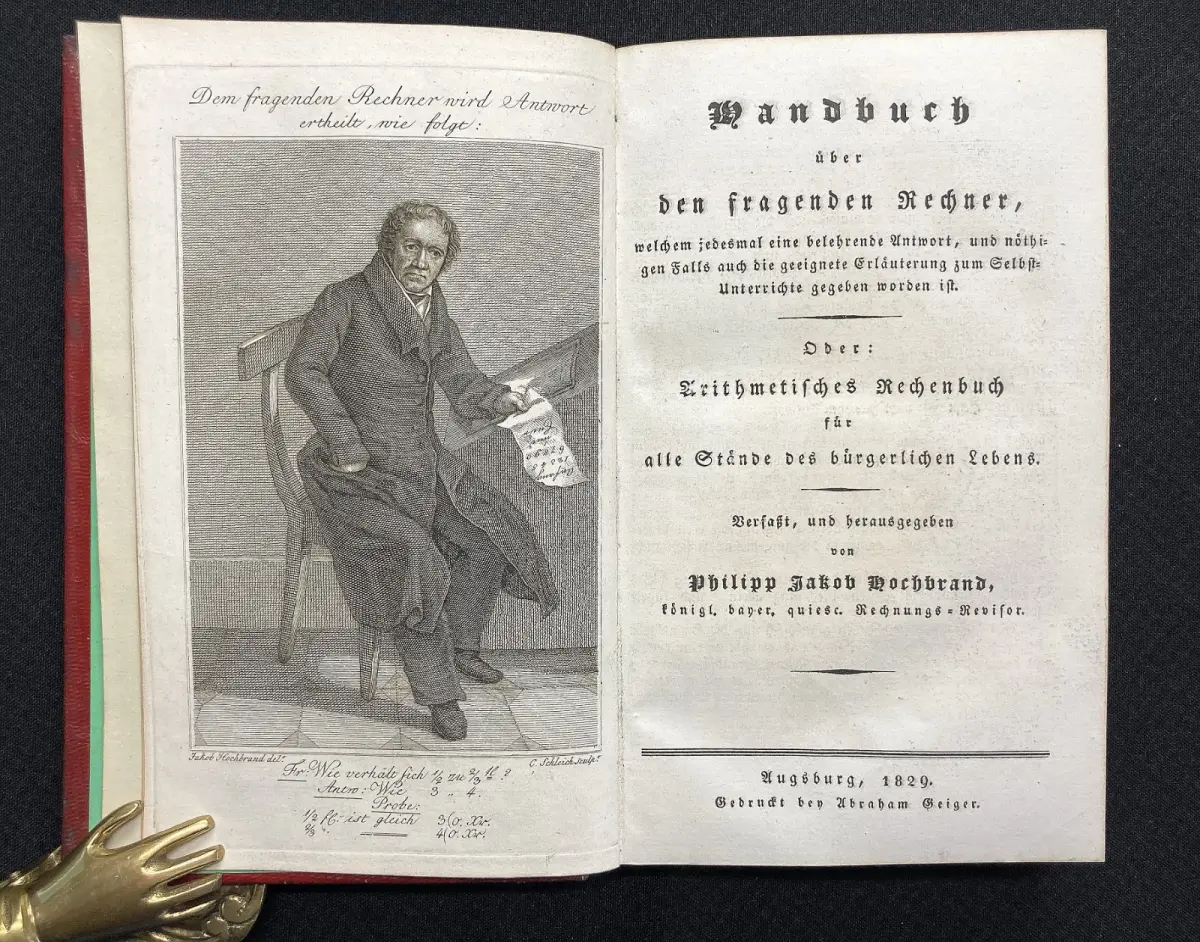 Dem fragenden Rechner wird Antwort
ertheilt, wie folgt:
Jakob Hochbrand del.
C. Schleich sculp.
Fr: Wie verhält sich 1/2 zu 2/3 fl. ?
Antw: Wie 3 „ 4.
Probe:
1/2 fl: ist gleich 3(0. Xr.
2/3 „ 4(0. Xr.
Handbuch
über
den fragenden Rechner,
welchem jedesmal eine belehrende Antwort, und nöthi-
gen Falls auch die geeignete Erläuterung zum Selbst-
Unterrichte gegeben worden ist.
Oder:
Arithmetisches Rechenbuch
für
alle Stände des bürgerlichen Lebens.
Verfaßt, und herausgegeben
von
Philipp Jakob Hochbrand,
königl. bayer. quiesc. Rechnungs-Revisor.
Augsburg, 1829.
Gedruckt bey Abraham Geiger.